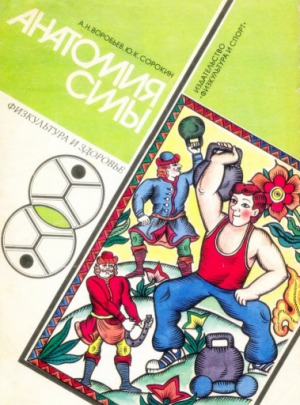 А.Н.ВОРОБЬЕВ, Ю.К.СОРОКИН
АНАТОМИЯ
СИЛЫ
ФИЗКУЛЬТУРА И ЗДОРОВЬЕ
ИЗДАТЕЛЬСТВО
«ФИЗКУЛЬТУРА И СПОРТ»